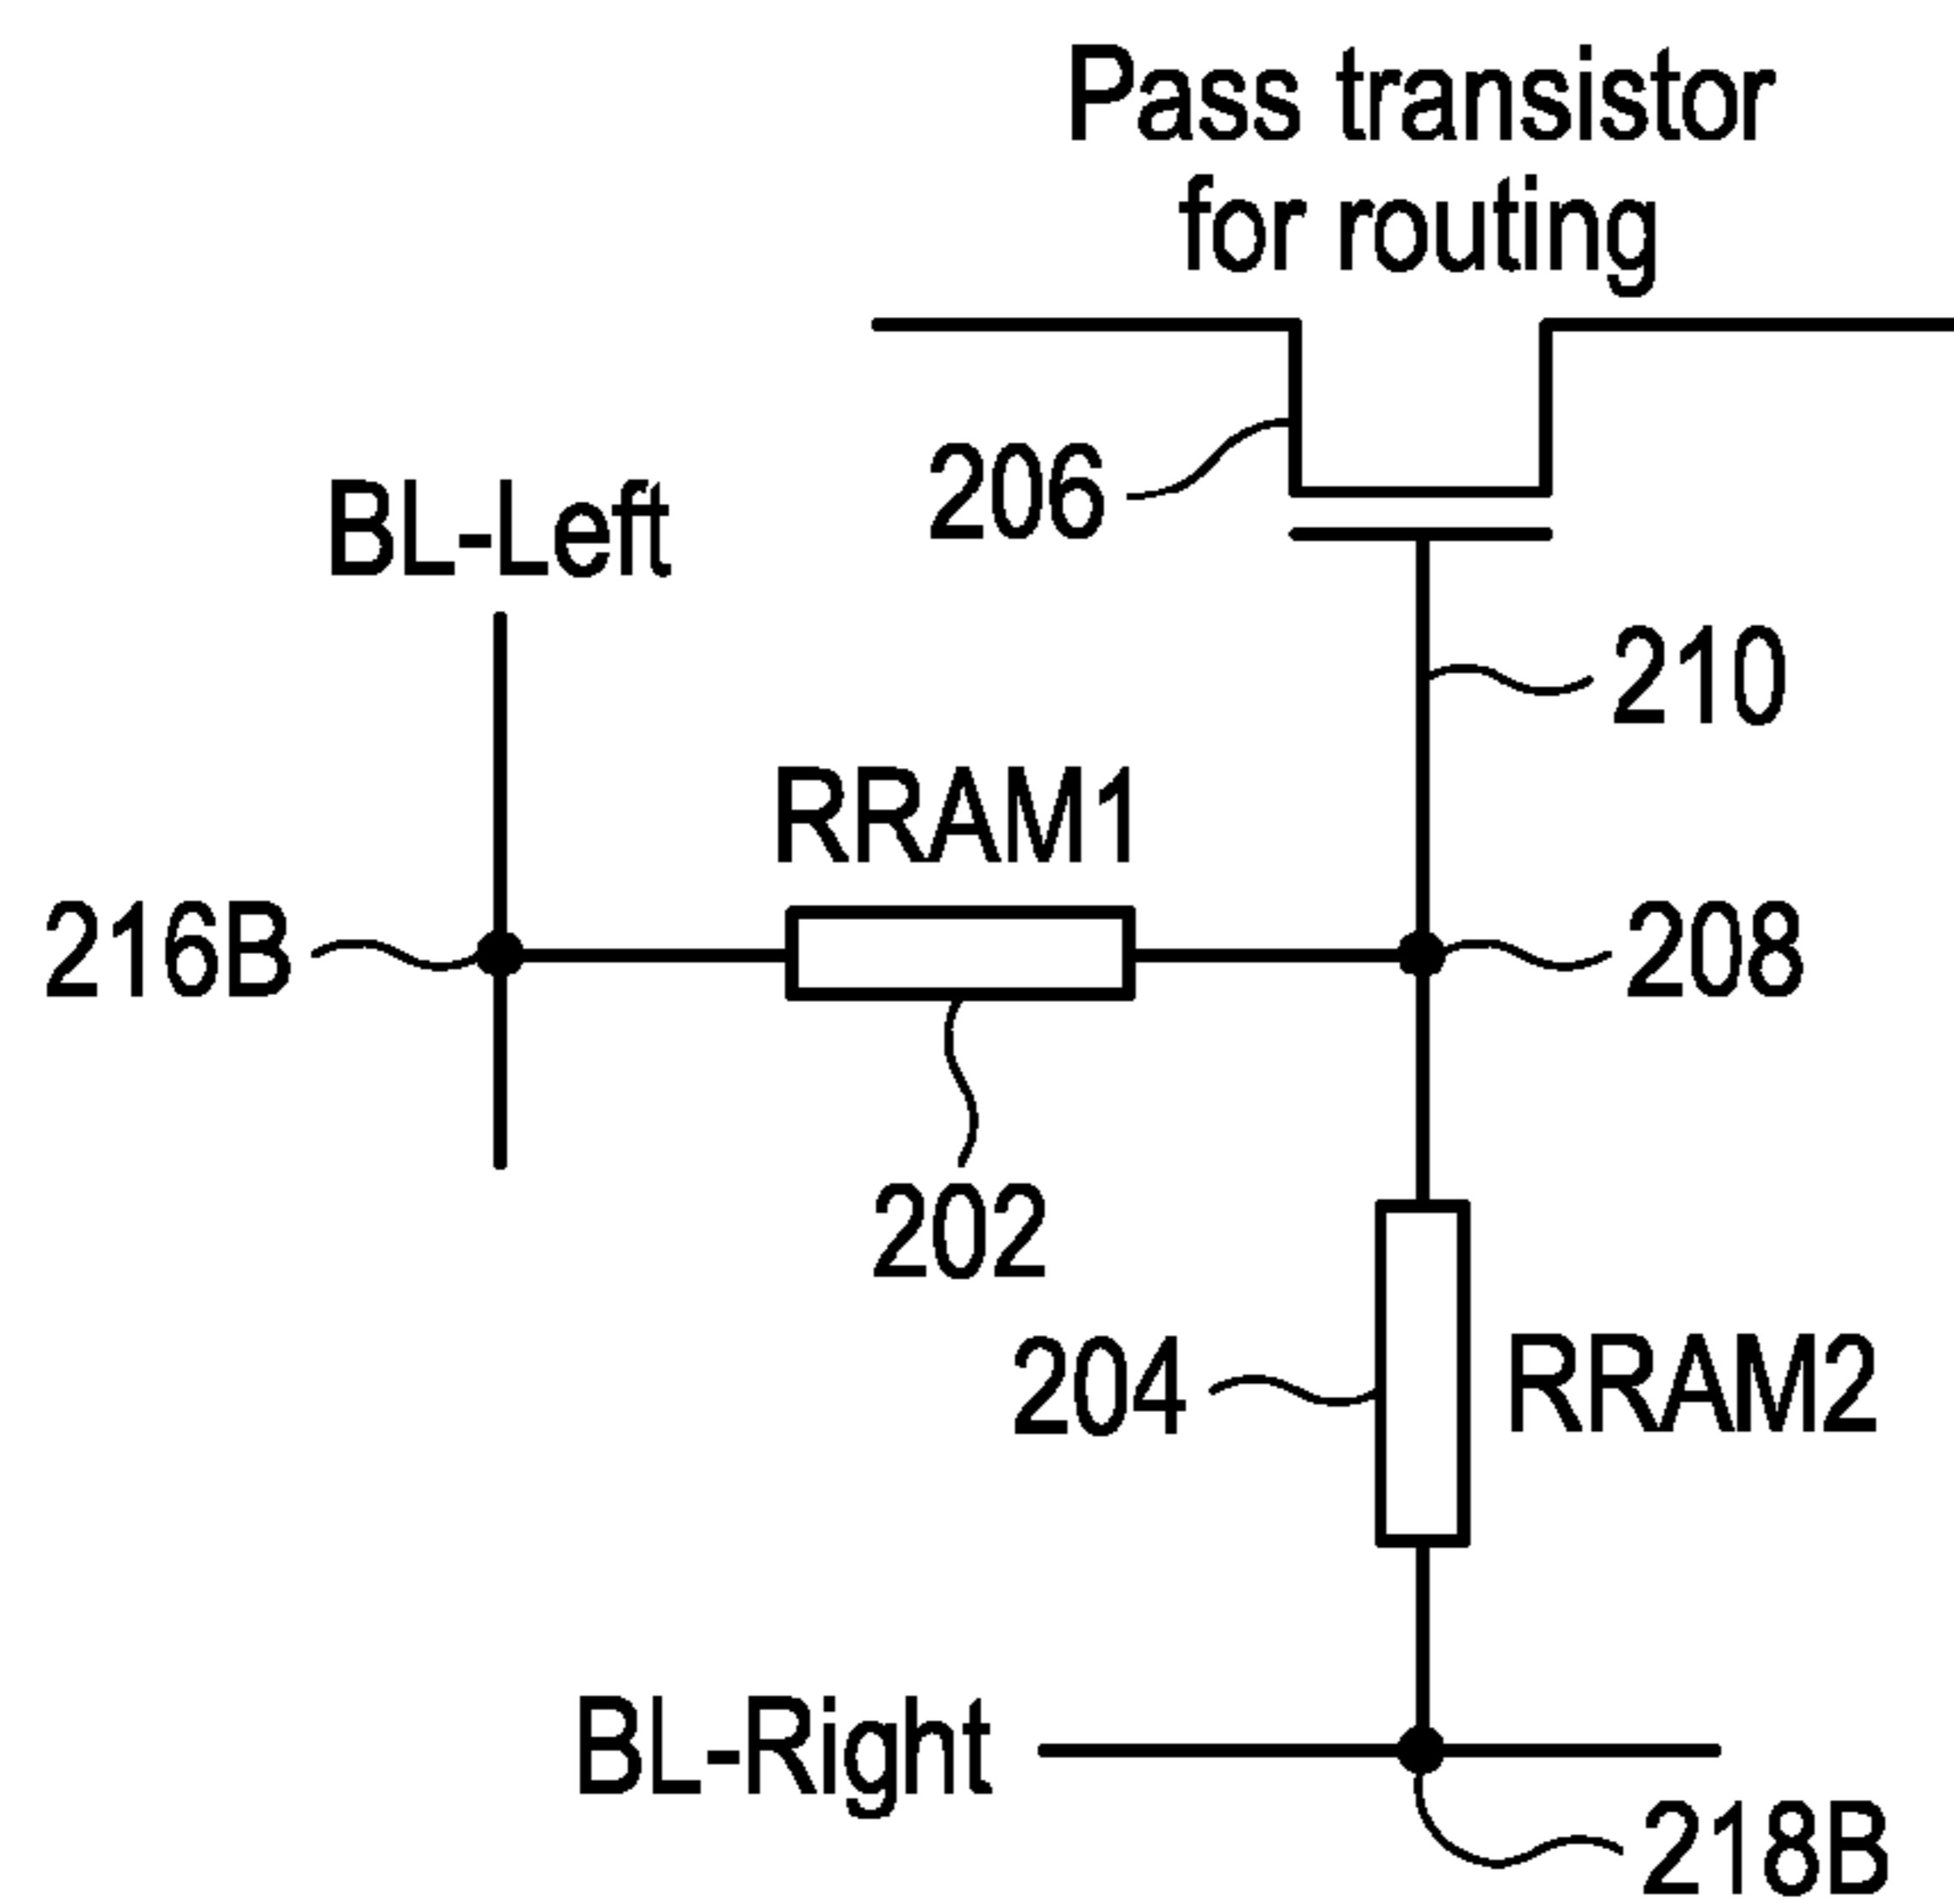 Pass transistor
for routing
206
BL-Left
210
RRAM1
216B
208
202
204
RRAM2
BL-Right
218B